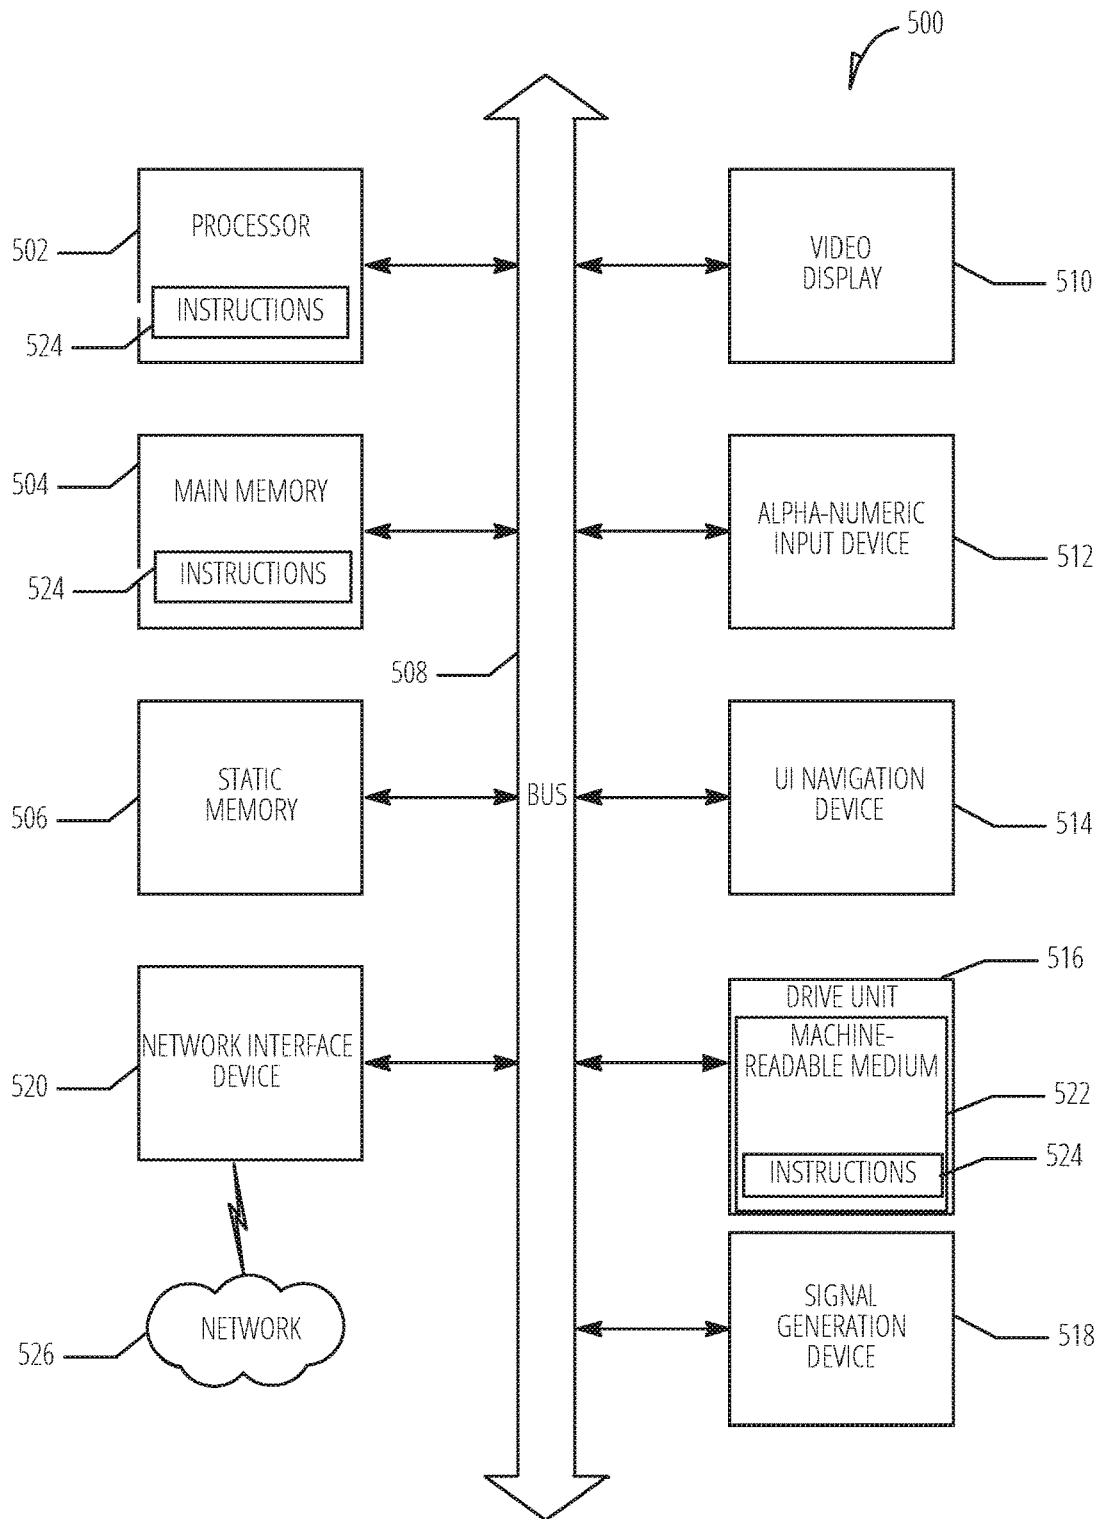 500
502
PROCESSOR
INSTRUCTIONS
524
VIDEO
DISPLAY
510
504
MAIN MEMORY
INSTRUCTIONS
524
ALPHA-NUMERIC
INPUT DEVICE
512
508
506
STATIC
MEMORY
BUS
UI NAVIGATION
DEVICE
514
520
NETWORK INTERFACE
DEVICE
516
DRIVE UNIT
MACHINE-
READABLE MEDIUM
522
INSTRUCTIONS
524
526
NETWORK
SIGNAL
GENERATION
DEVICE
518